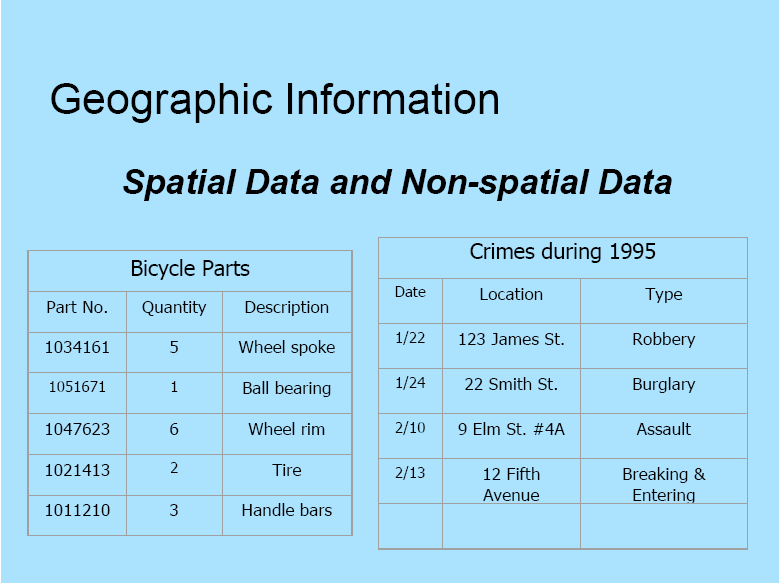 Geographic Information
Spatial Data and Non-spatial Data
Bicycle Parts
Part No. Quantity Description
1034161 5 Wheel spoke
1051671 1 Ball bearing
1047623 6 Wheel rim
1021413 2 Tire
1011210 3 Handle bars
Crimes during 1995
Date Location Type
1/22 123 James St. Robbery
1/24 22 Smith St. Burglary
2/10 9 Elm St. #4A Assault
2/13 12 Fifth Breaking &
Avenue Entering